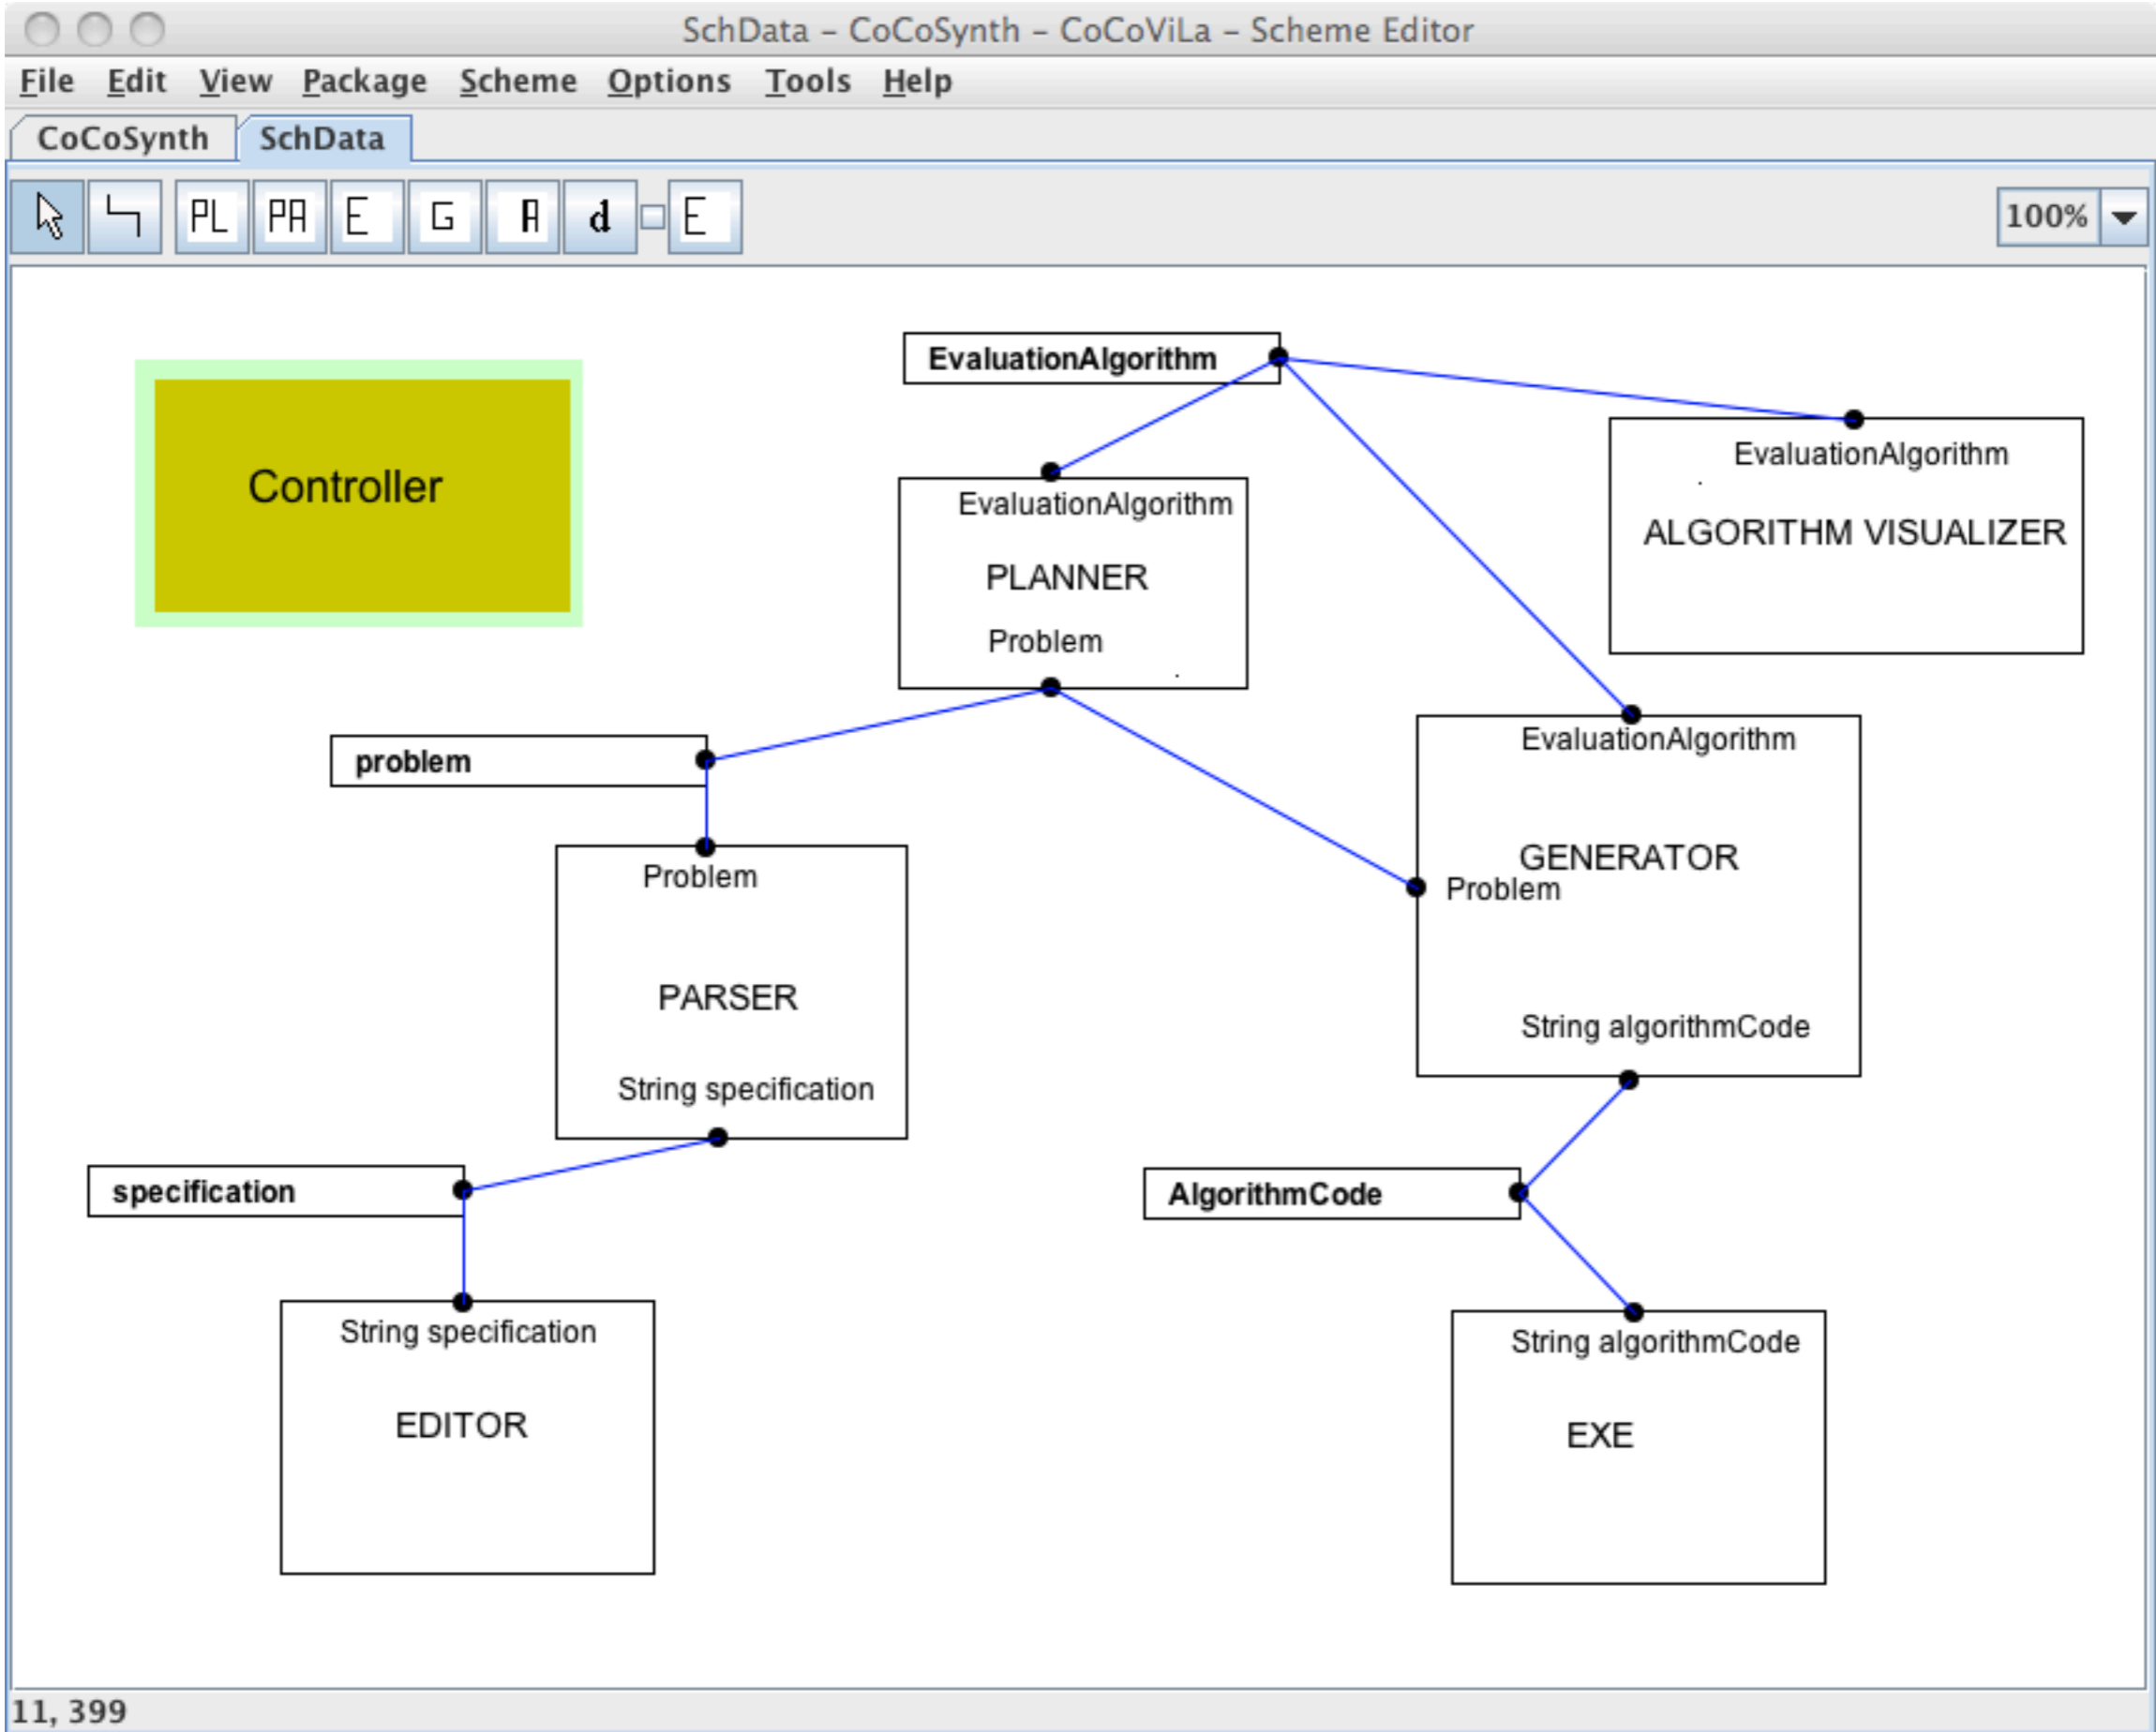 SchData – CoCoSynth – CoCoViLa – Scheme Editor
File Edit View Package Scheme Options Tools Help
CoCoSynth SchData
PL PA E G A d E 100%
Controller
EvaluationAlgorithm
EvaluationAlgorithm
PLANNER
Problem
EvaluationAlgorithm
ALGORITHM VISUALIZER
problem
Problem
PARSER
String specification
EvaluationAlgorithm
GENERATOR
Problem
String algorithmCode
specification
String specification
EDITOR
AlgorithmCode
String algorithmCode
EXE
11, 399